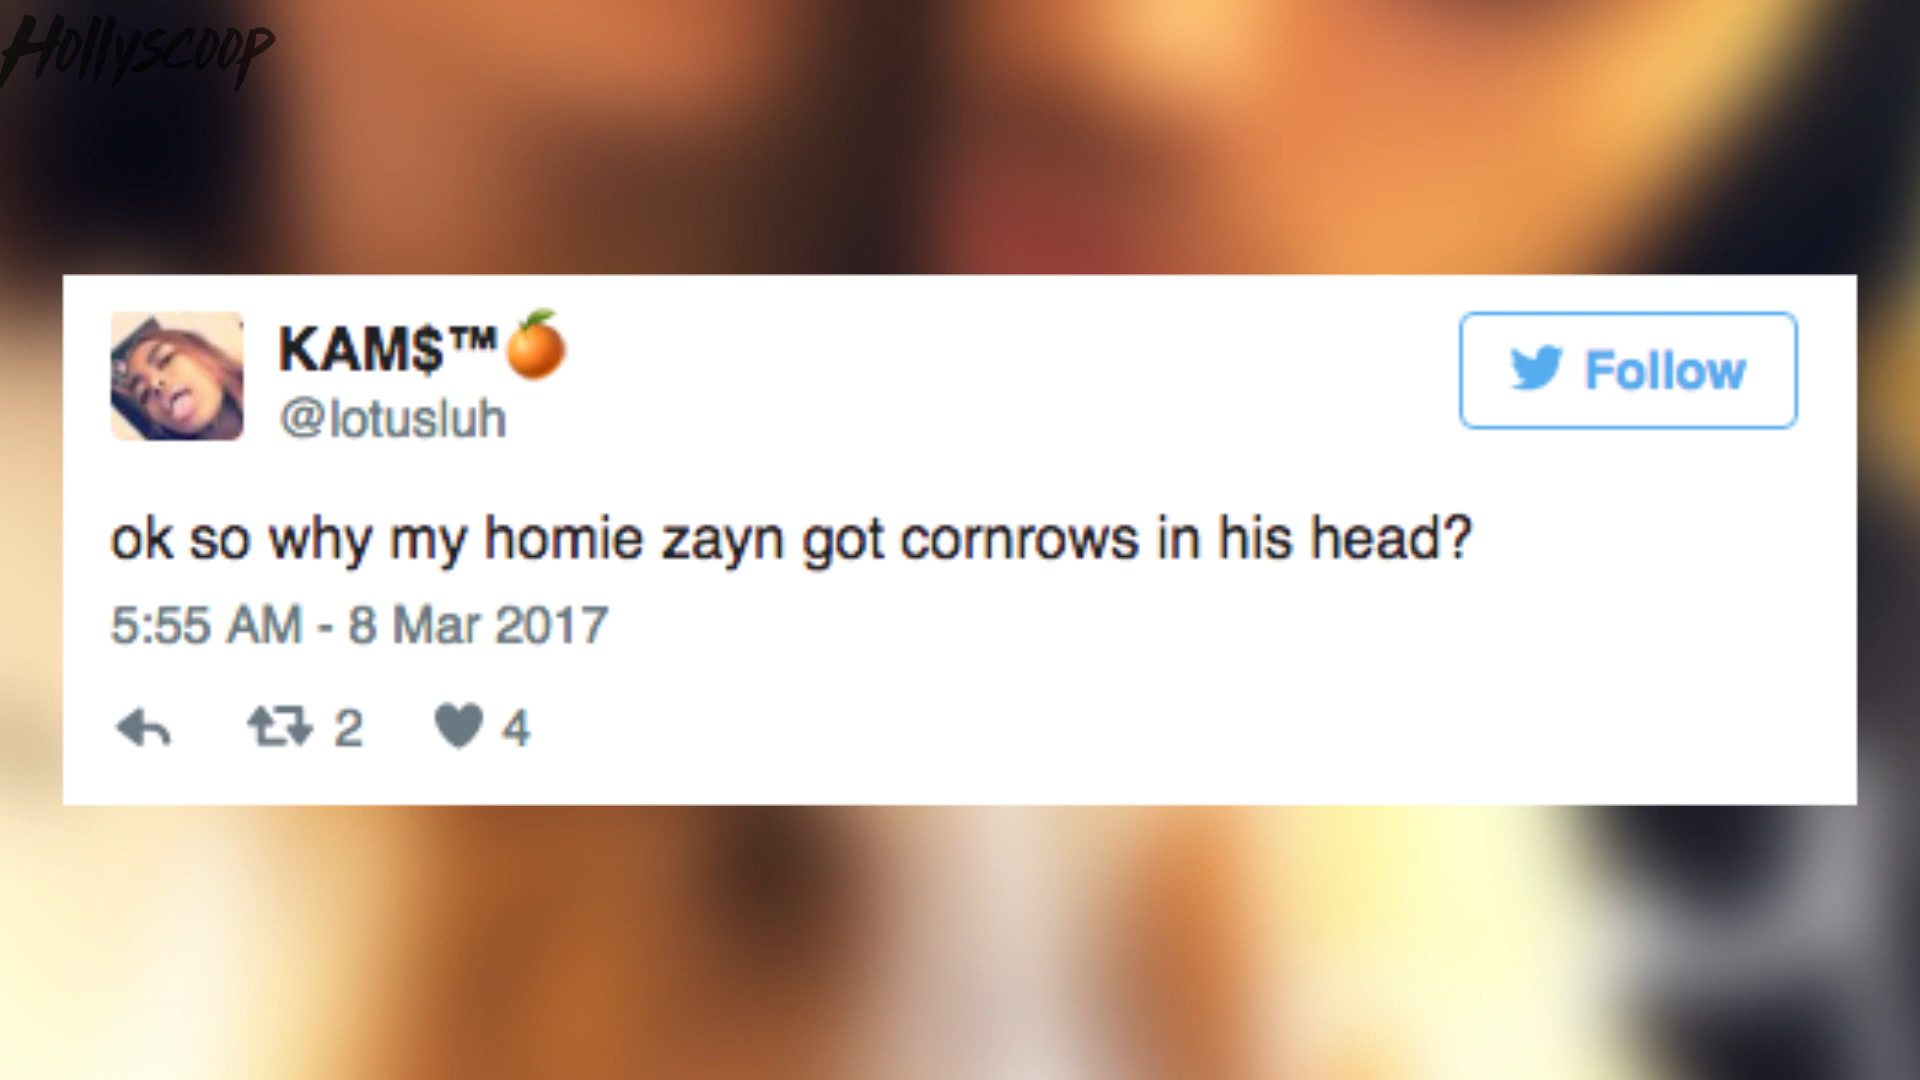 Hollyscoop
KAM$™🍊
@lotusluh
Follow
ok so why my homie zayn got cornrows in his head?
5:55 AM - 8 Mar 2017
2 4